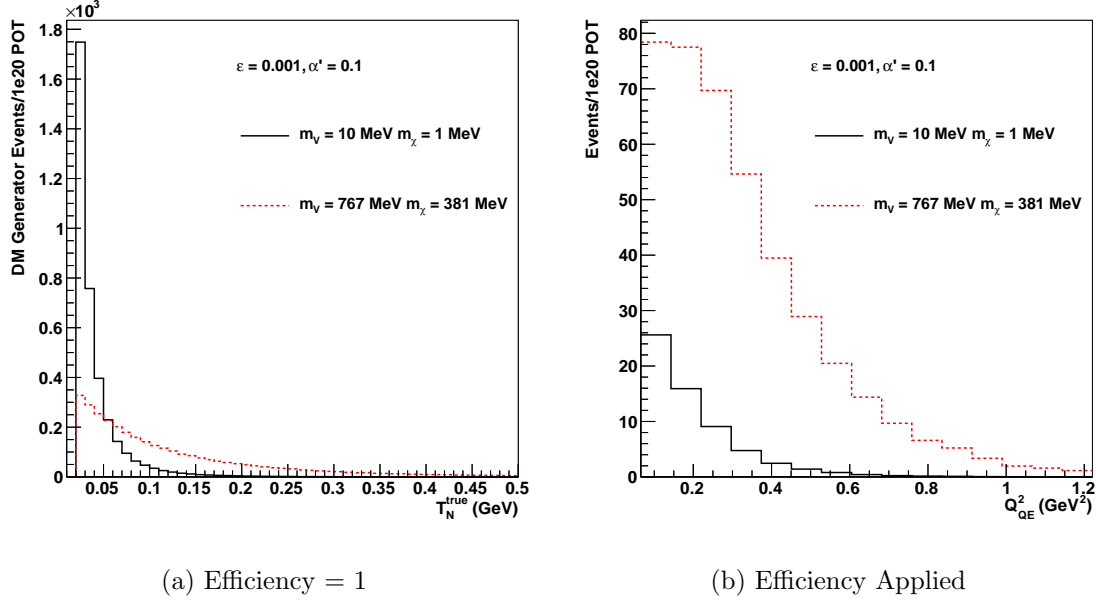 ×10³
DM Generator Events/1e20 POT
1.8
1.6
1.4
1.2
1
0.8
0.6
0.4
0.2
0
0.05 0.1 0.15 0.2 0.25 0.3 0.35 0.4 0.45 0.5
T_N^true (GeV)
ε = 0.001, α' = 0.1
m_V = 10 MeV m_χ = 1 MeV
m_V = 767 MeV m_χ = 381 MeV
(a) Efficiency = 1
Events/1e20 POT
80
70
60
50
40
30
20
10
0
0.2 0.4 0.6 0.8 1 1.2
Q²_QE (GeV²)
ε = 0.001, α' = 0.1
m_V = 10 MeV m_χ = 1 MeV
m_V = 767 MeV m_χ = 381 MeV
(b) Efficiency Applied